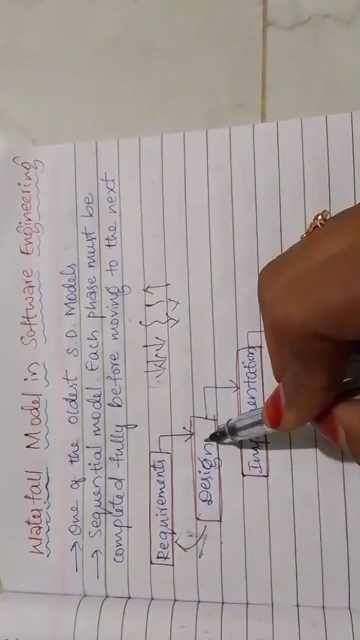 Waterfall Model in Software Engineering
→ One of the oldest S.D. Models
→ Sequential model. Each phase must be
completed fully before moving to the next.
Requirements
Design